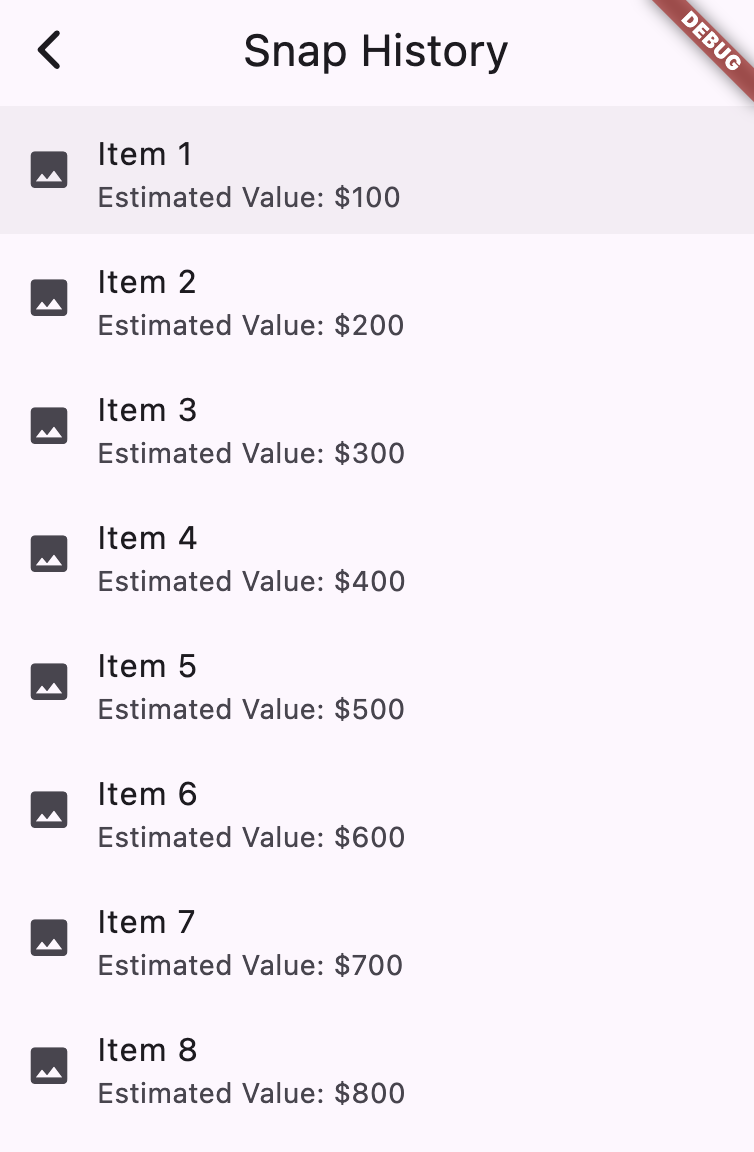 Snap History
DEBUG
Item 1
Estimated Value: $100
Item 2
Estimated Value: $200
Item 3
Estimated Value: $300
Item 4
Estimated Value: $400
Item 5
Estimated Value: $500
Item 6
Estimated Value: $600
Item 7
Estimated Value: $700
Item 8
Estimated Value: $800